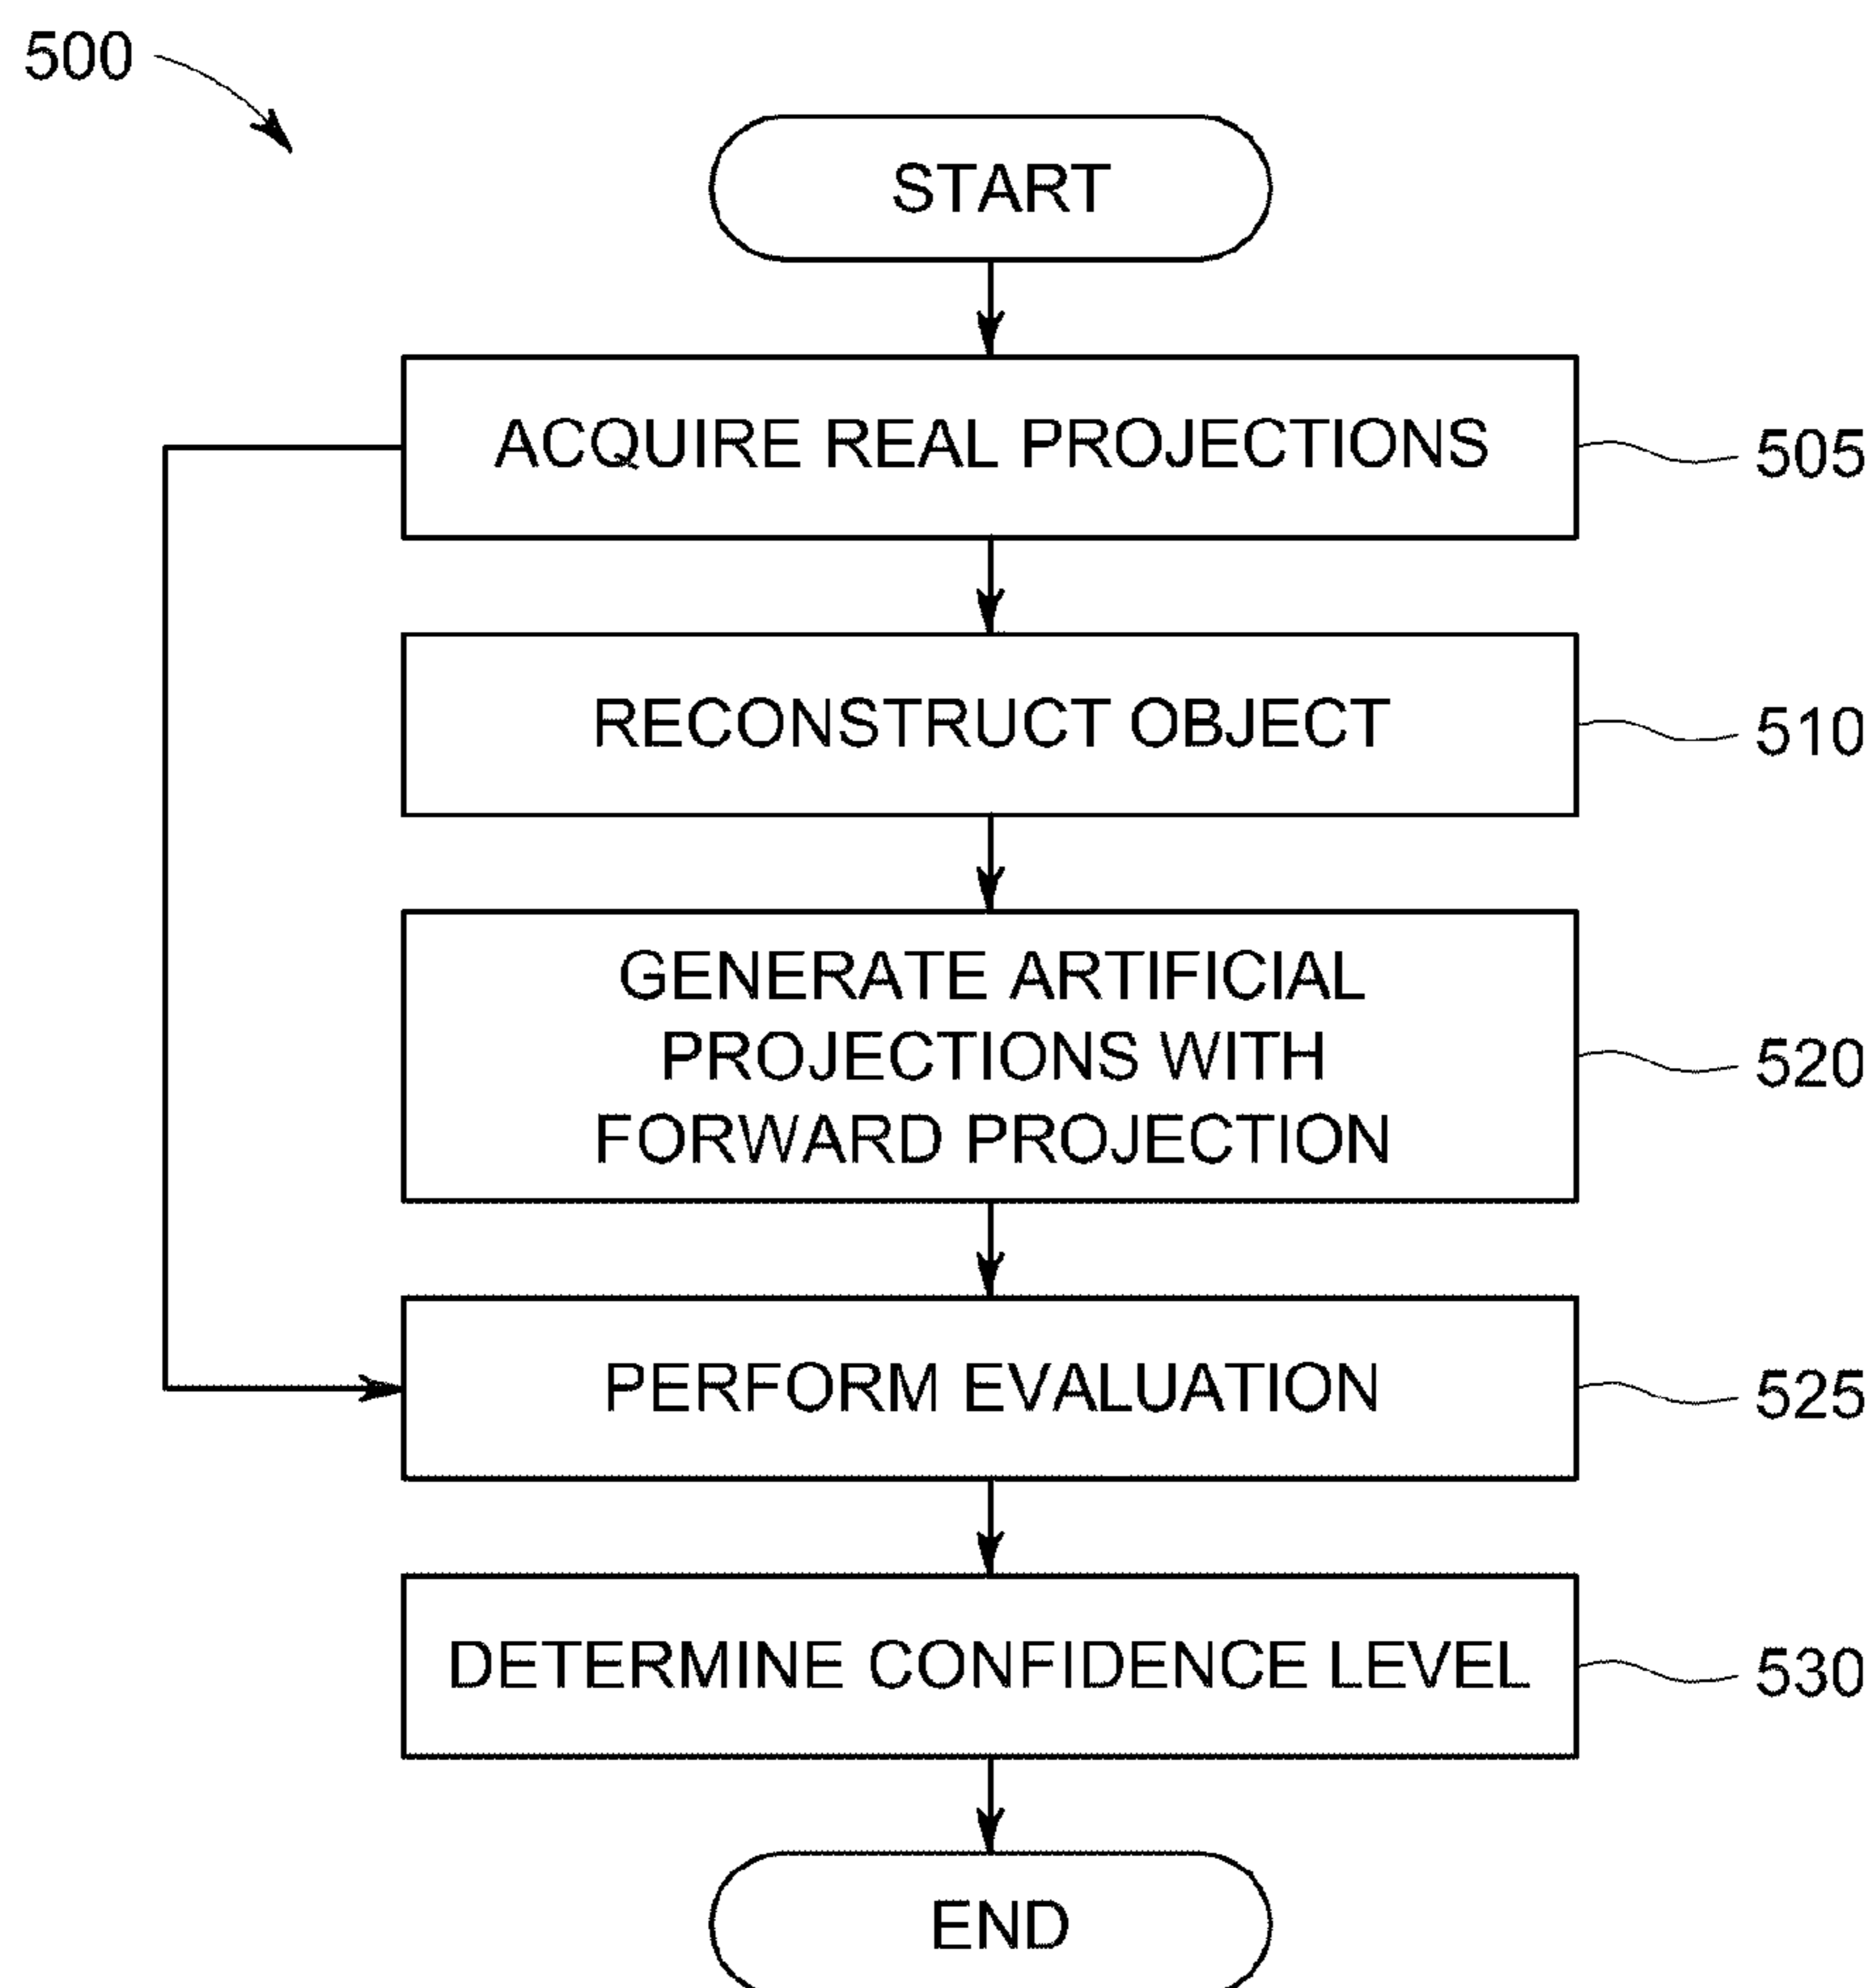 500
START
ACQUIRE REAL PROJECTIONS
505
RECONSTRUCT OBJECT
510
GENERATE ARTIFICIAL
PROJECTIONS WITH
FORWARD PROJECTION
520
PERFORM EVALUATION
525
DETERMINE CONFIDENCE LEVEL
530
END